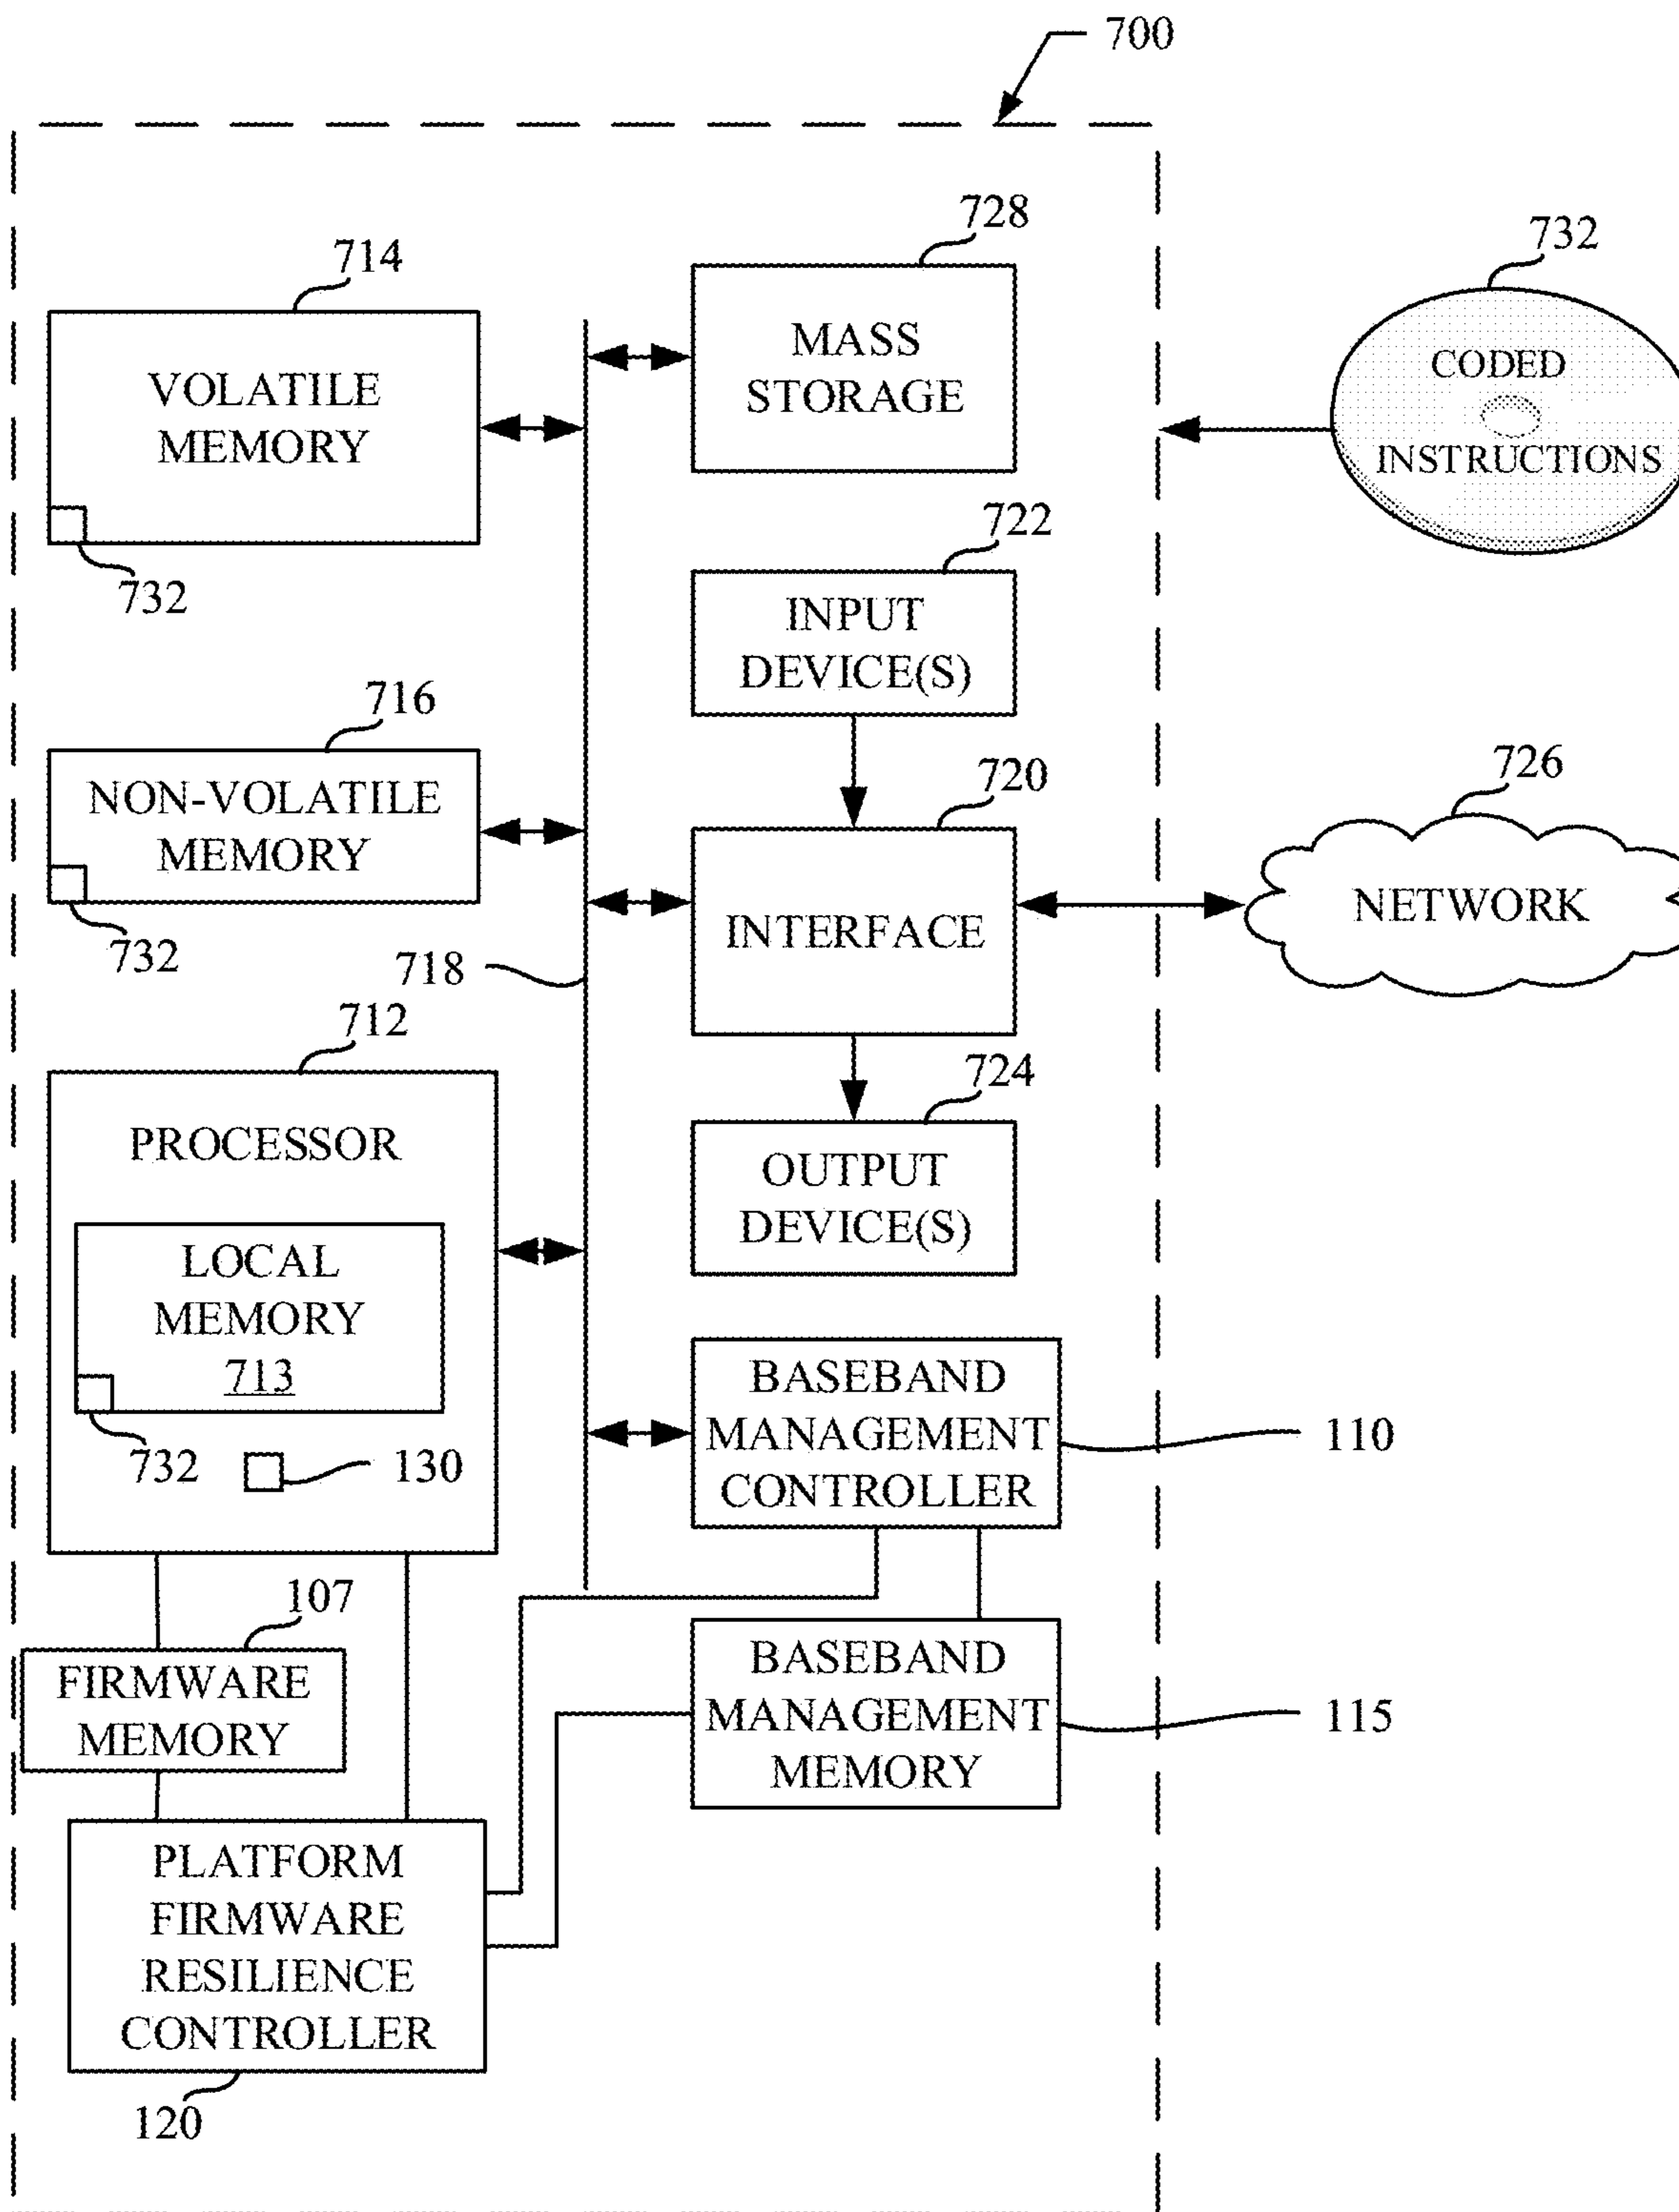 700
728
714
732
MASS
STORAGE
VOLATILE
MEMORY
CODED
INSTRUCTIONS
732
722
INPUT
DEVICE(S)
716
720
726
NON-VOLATILE
MEMORY
732
INTERFACE
NETWORK
718
712
724
PROCESSOR
OUTPUT
DEVICE(S)
LOCAL
MEMORY
713
732
130
BASEBAND
MANAGEMENT
CONTROLLER
110
107
FIRMWARE
MEMORY
BASEBAND
MANAGEMENT
MEMORY
115
PLATFORM
FIRMWARE
RESILIENCE
CONTROLLER
120